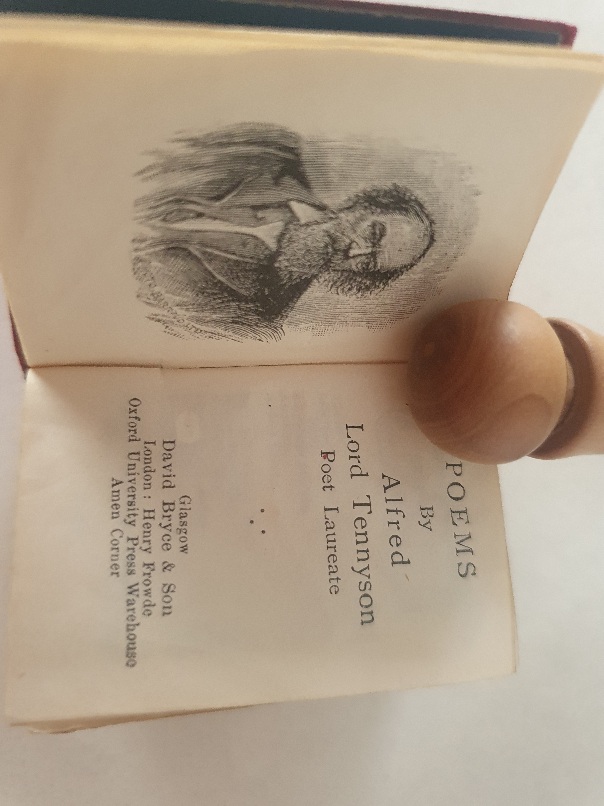 POEMS
By
Alfred
Lord Tennyson
Poet Laureate
Glasgow
David Bryce & Son
London: Henry Frowde
Oxford University Press Warehouse
Amen Corner